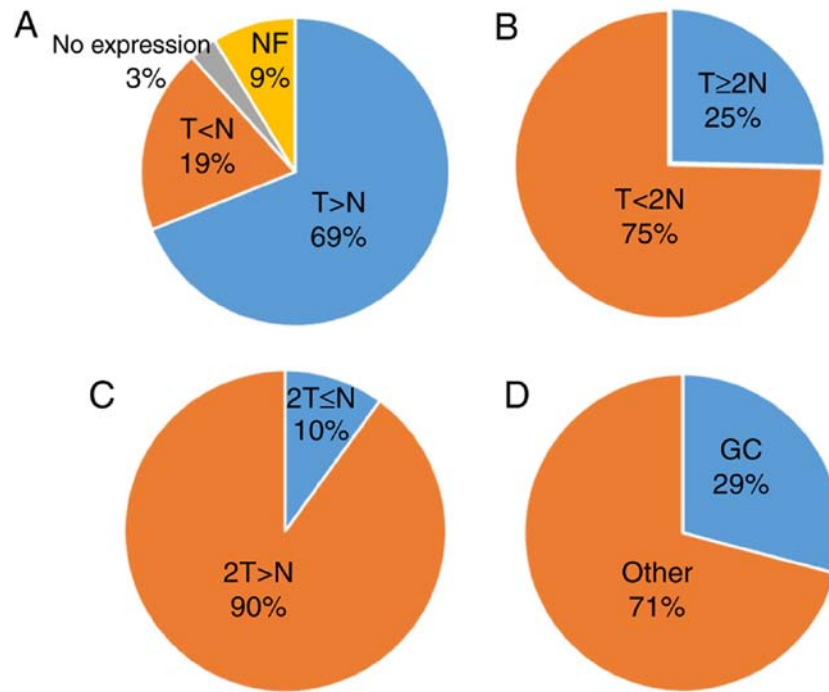 A
No expression
3%
NF
9%
T<N
19%
T>N
69%
B
T≥2N
25%
T<2N
75%
C
2T≤N
10%
2T>N
90%
D
GC
29%
Other
71%